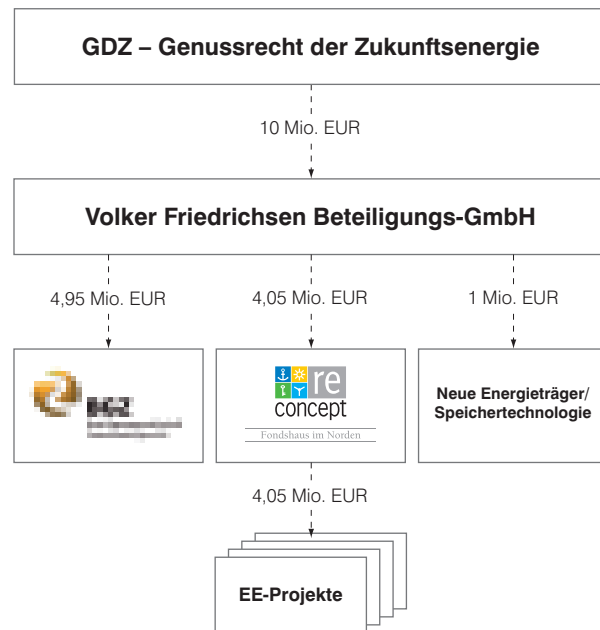 GDZ – Genussrecht der Zukunftsenergie
10 Mio. EUR
Volker Friedrichsen Beteiligungs-GmbH
4,95 Mio. EUR
4,05 Mio. EUR
1 Mio. EUR
BGZ
re
concept
Fondshaus im Norden
Neue Energieträger/
Speichertechnologie
4,05 Mio. EUR
EE-Projekte